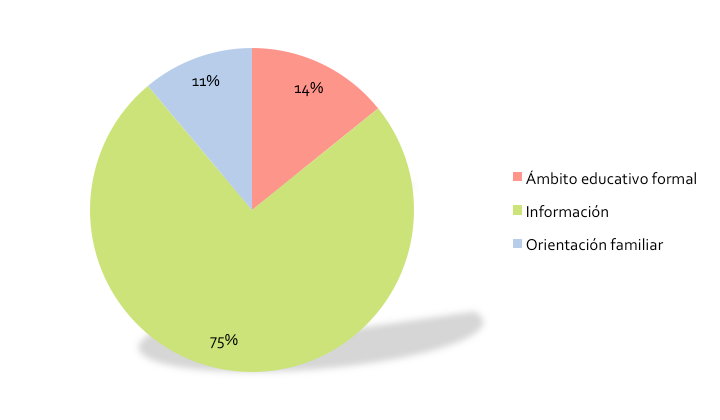 11%
14%
Ámbito educativo formal
Información
Orientación familiar
75%